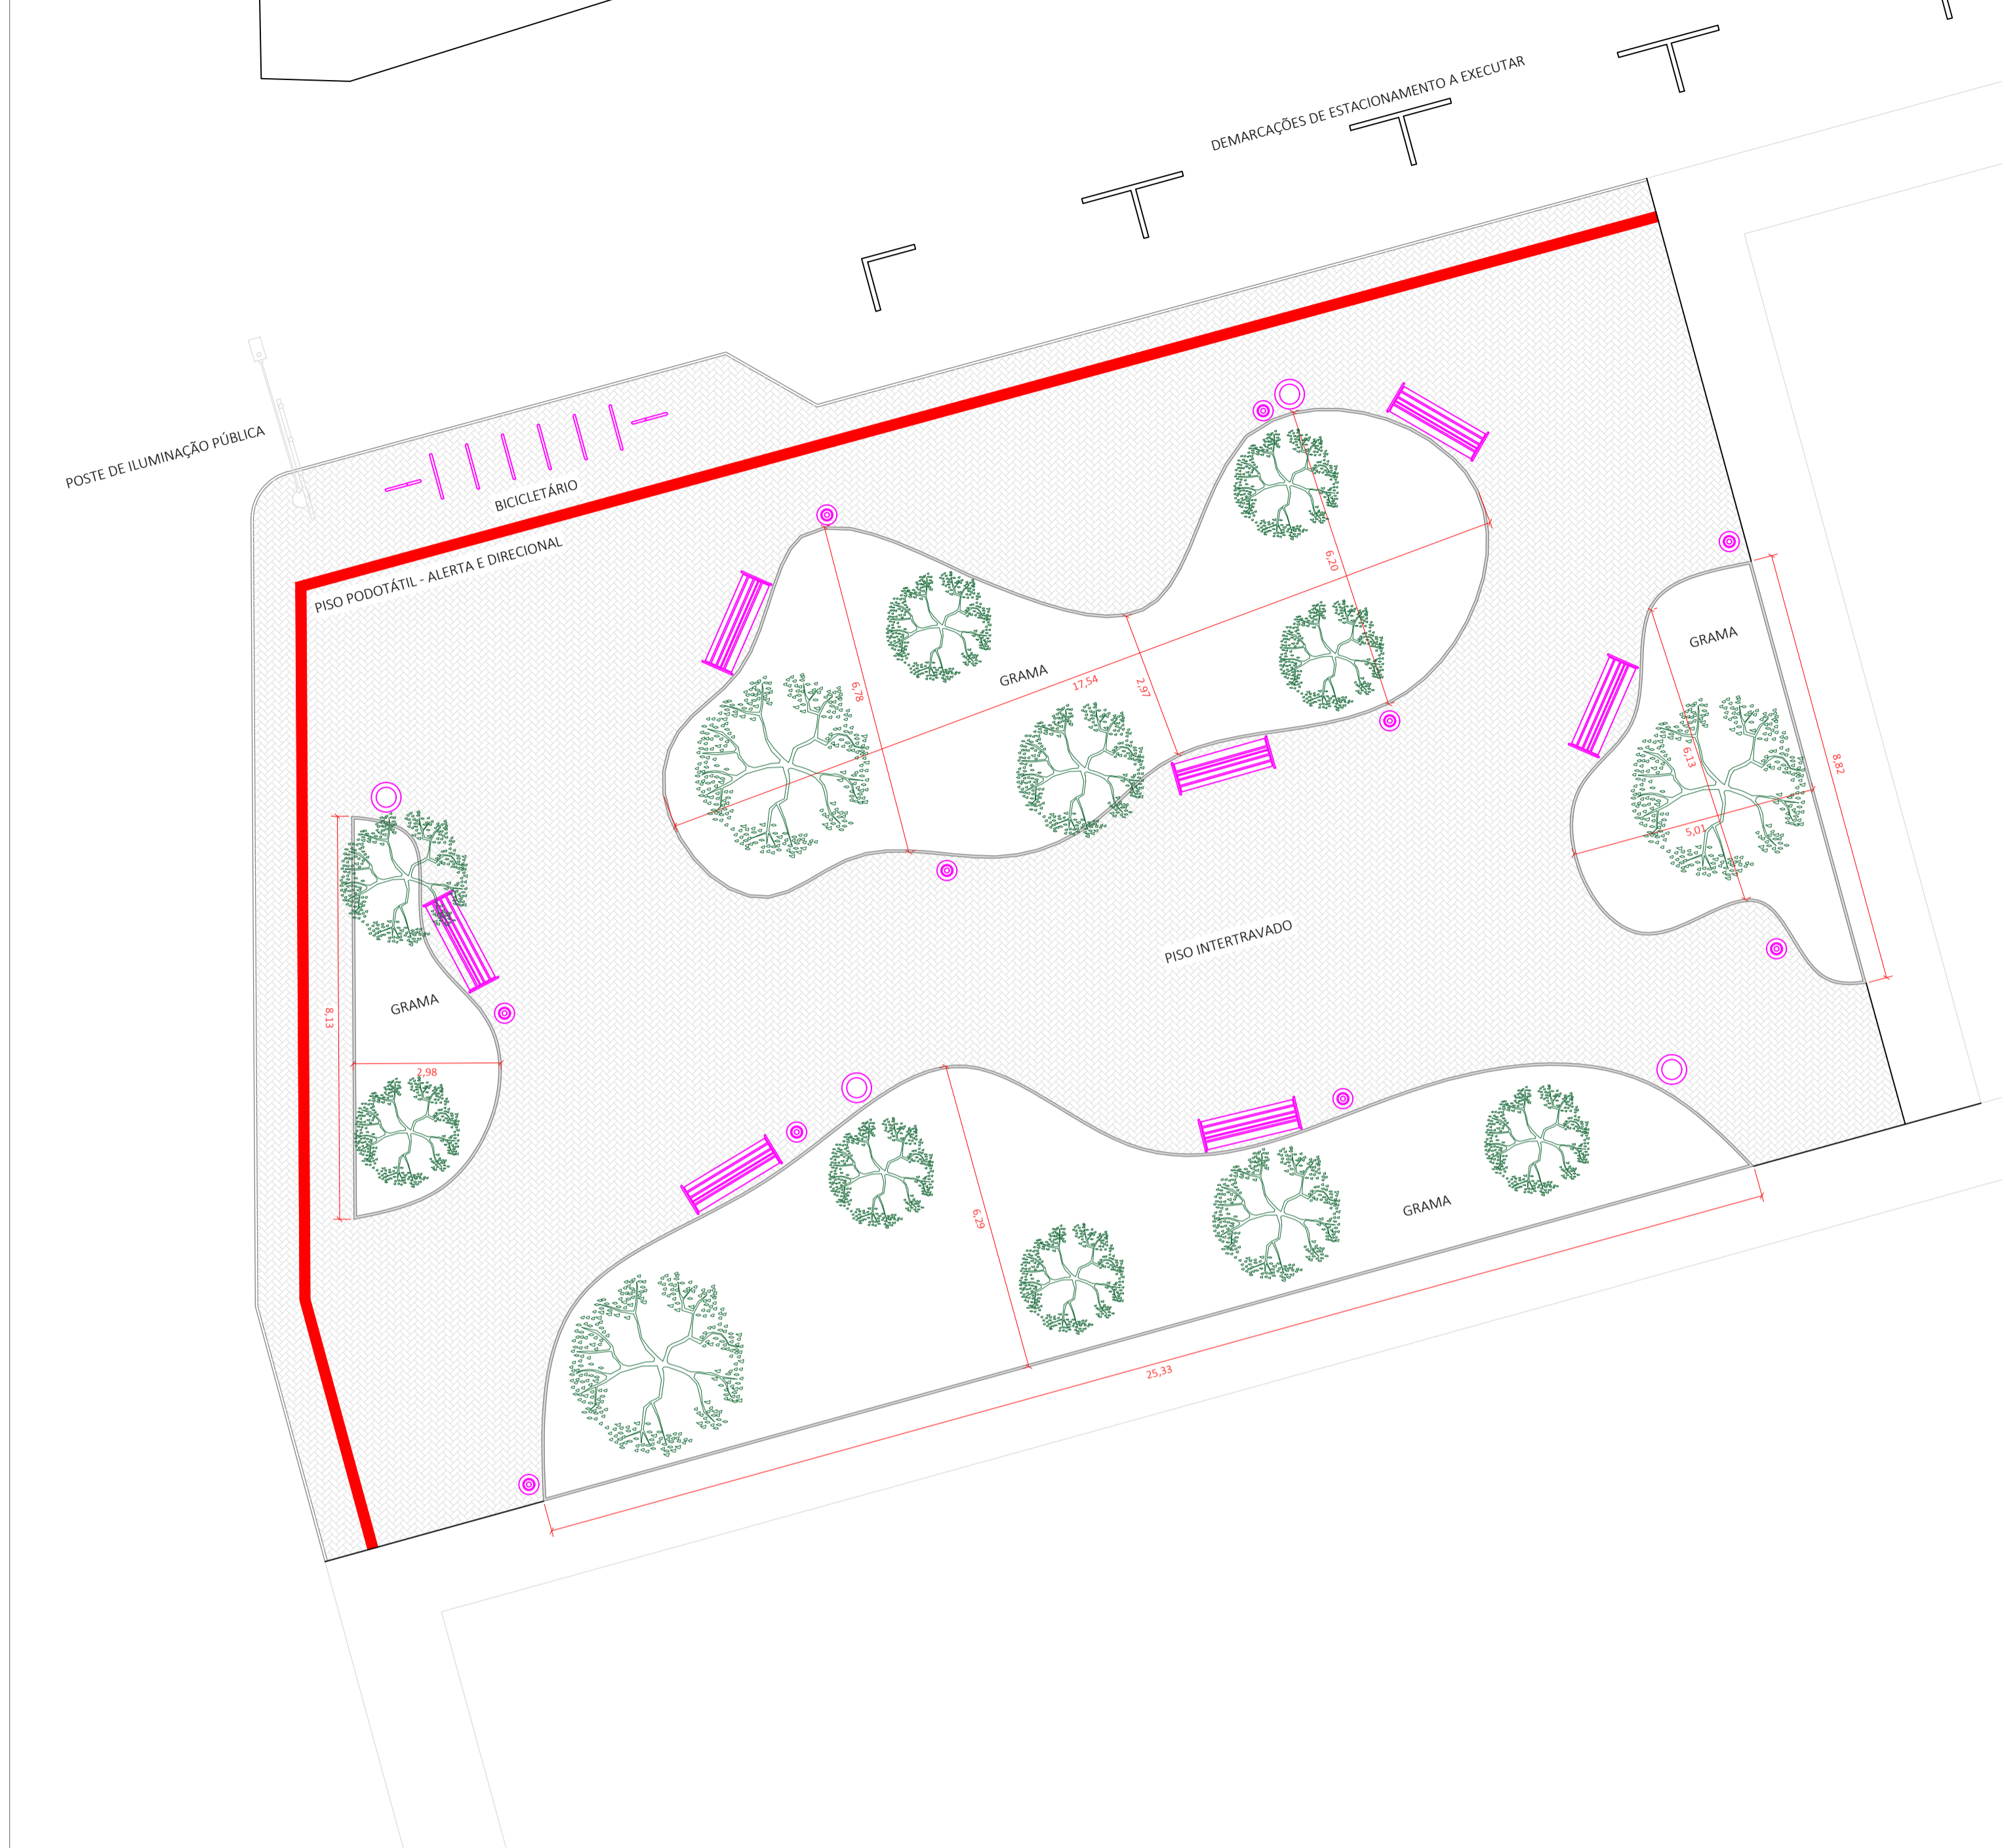 DEMARCAÇÕES DE ESTACIONAMENTO A EXECUTAR
POSTE DE ILUMINAÇÃO PÚBLICA
BICICLETÁRIO
PISO PODOTÁTIL - ALERTA E DIRECIONAL
6,20
GRAMA
17,54
2,97
6,78
GRAMA
6,13
8,82
5,01
PISO INTERTRAVADO
GRAMA
8,13
2,98
6,29
GRAMA
25,33